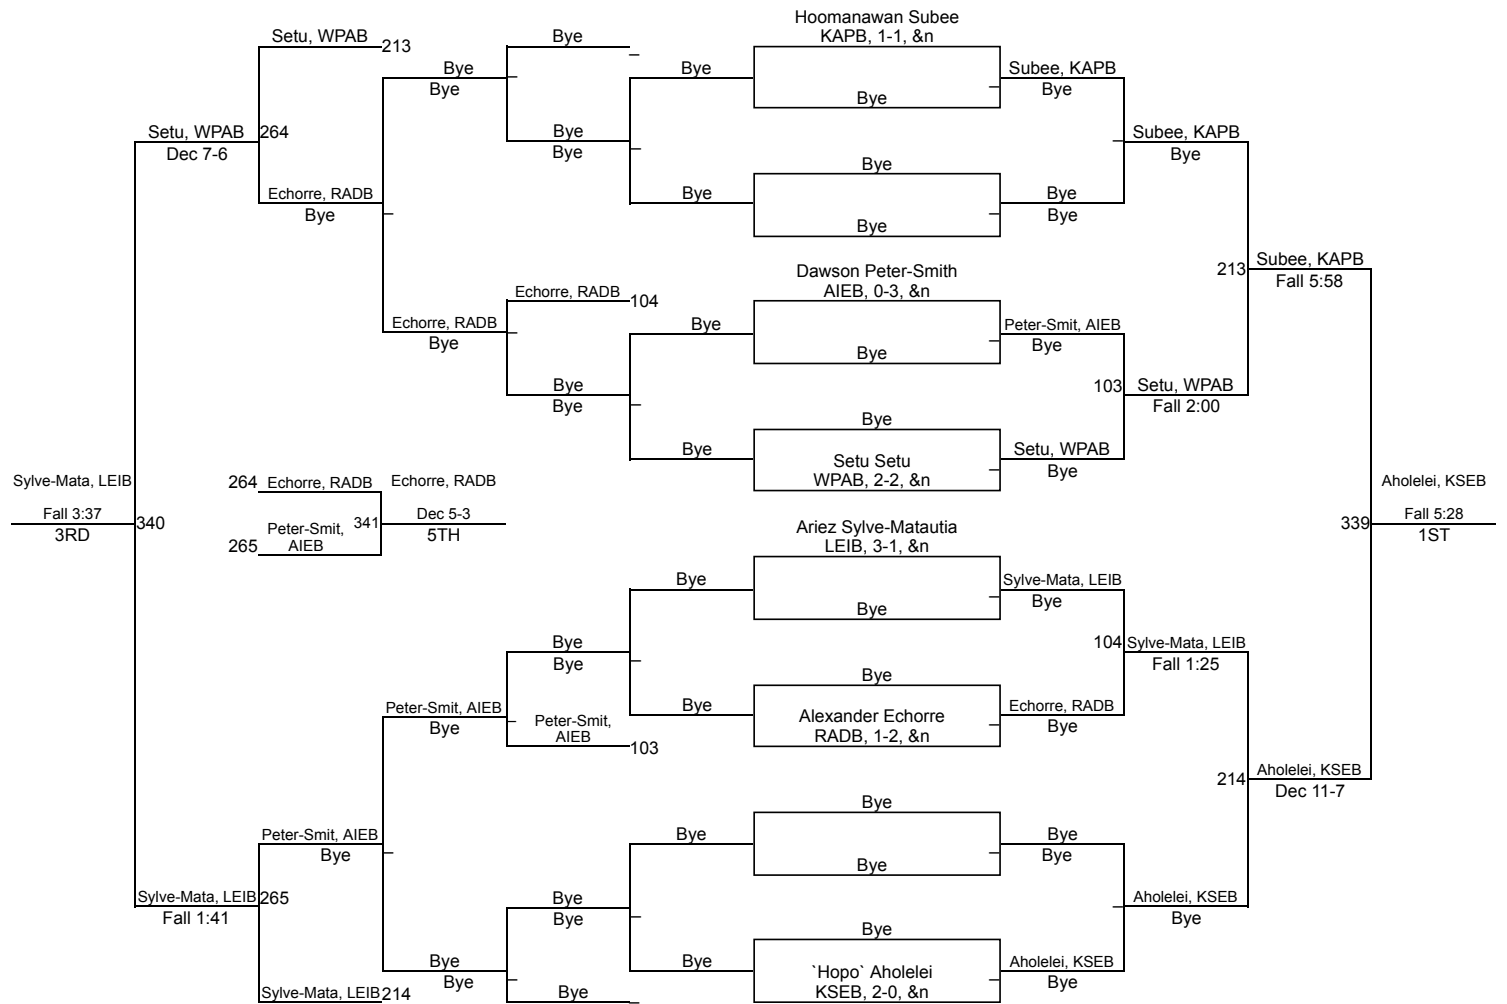 Hoomanawan Subee
KAPB, 1-1, &n
Setu, WPAB
213
Bye
Bye
Bye
Bye
Subee, KAPB
Bye
Bye
Setu, WPAB
264
Dec 7-6
Bye
Bye
Subee, KAPB
Bye
Echorre, RADB
Bye
Bye
Bye
Bye
Bye
Bye
Dawson Peter-Smith
AIEB, 0-3, &n
213
Subee, KAPB
Fall 5:58
Echorre, RADB
104
Echorre, RADB
Bye
Bye
Bye
Peter-Smit, AIEB
Bye
Bye
Bye
103
Setu, WPAB
Fall 2:00
Bye
Bye
Setu Setu
WPAB, 2-2, &n
Setu, WPAB
Bye
Sylve-Mata, LEIB
Fall 3:37
3RD
340
264
Echorre, RADB
Echorre, RADB
Peter-Smit,
AIEB
265
341
Dec 5-3
5TH
Aholelei, KSEB
339
Fall 5:28
1ST
Ariez Sylve-Matautia
LEIB, 3-1, &n
Bye
Bye
Sylve-Mata, LEIB
Bye
Bye
Bye
104
Sylve-Mata, LEIB
Fall 1:25
Bye
Bye
Alexander Echorre
RADB, 1-2, &n
Echorre, RADB
Bye
Peter-Smit, AIEB
Bye
Peter-Smit,
AIEB
103
214
Aholelei, KSEB
Dec 11-7
Bye
Peter-Smit, AIEB
Bye
Bye
Bye
Bye
Bye
Sylve-Mata, LEIB
265
Fall 1:41
Bye
Bye
Aholelei, KSEB
Bye
Bye
Bye
Bye
Bye
`Hopo` Aholelei
KSEB, 2-0, &n
Aholelei, KSEB
Bye
Sylve-Mata, LEIB
214
Bye